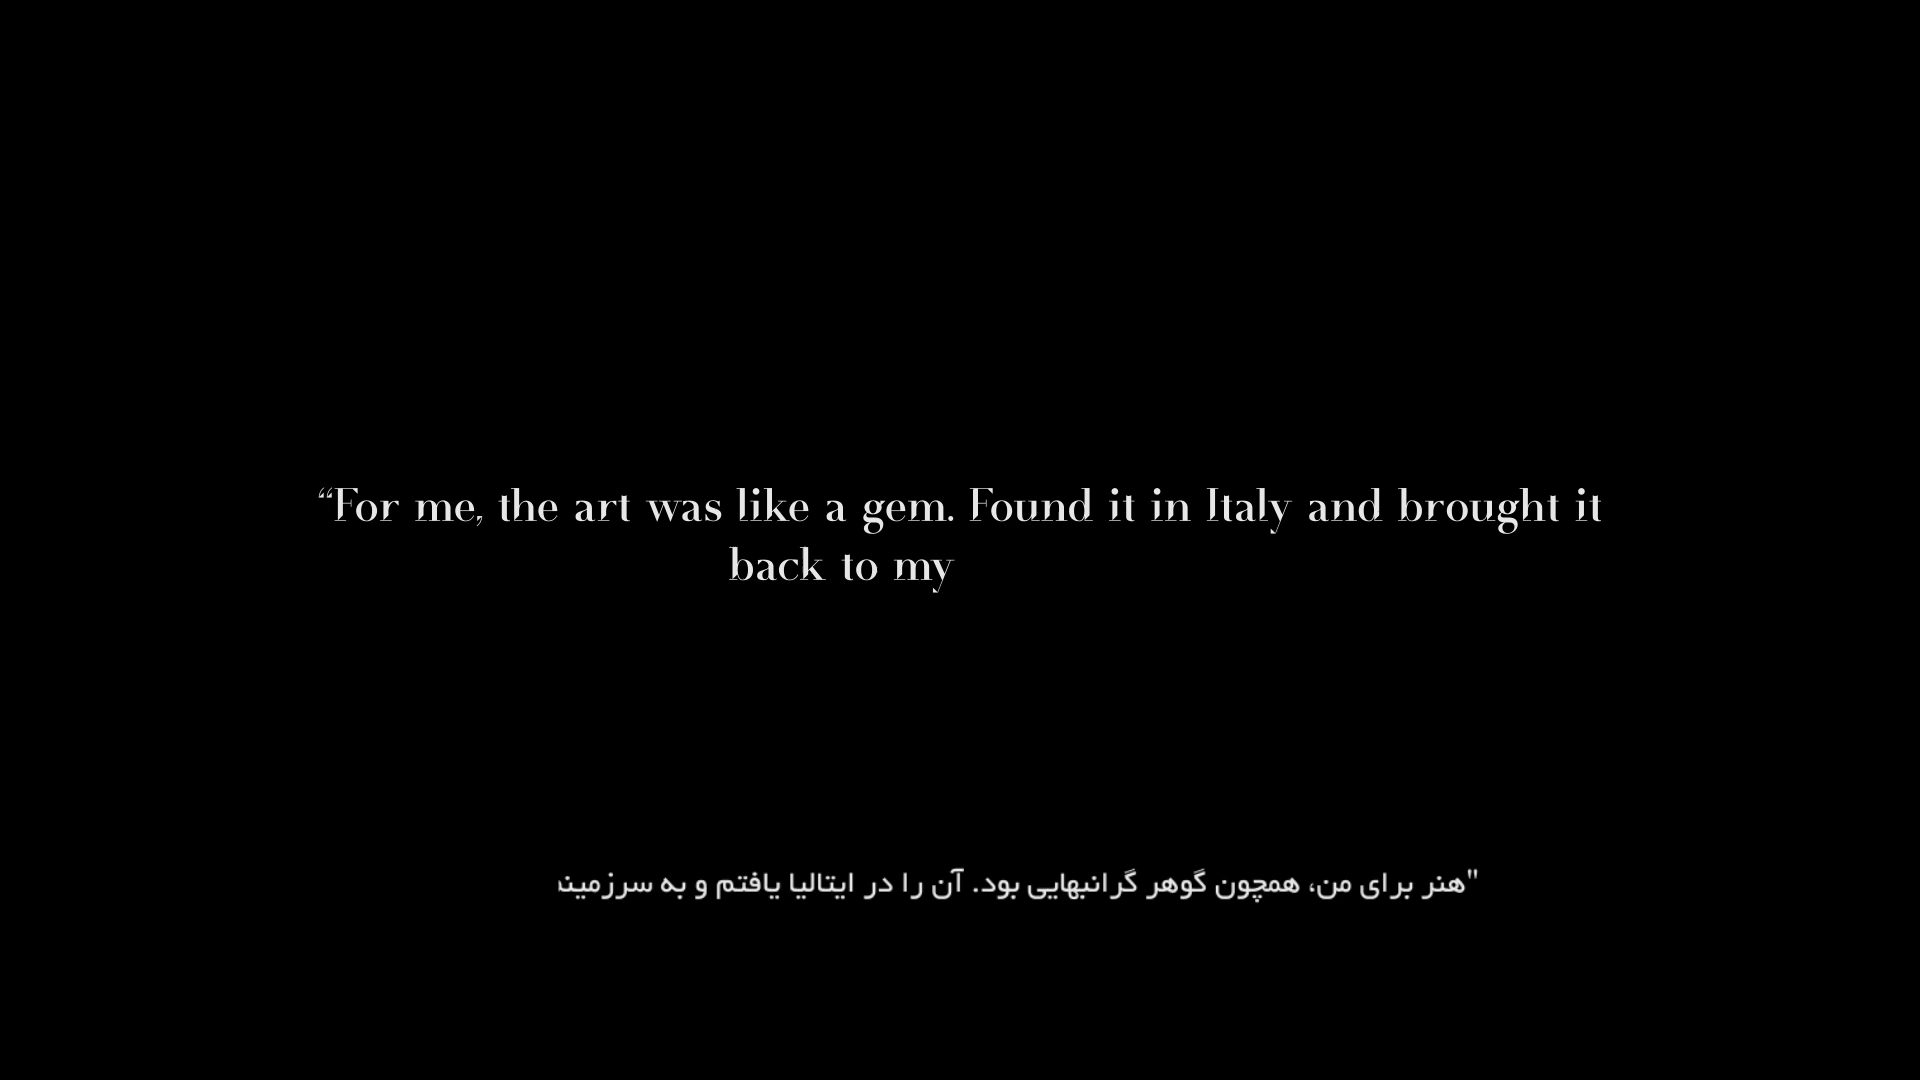 “For me, the art was like a gem. Found it in Italy and brought it
back to my
"هنر برای من، همچون گوهر گرانبهایی بود. آن را در ایتالیا یافتم و به سرزمین